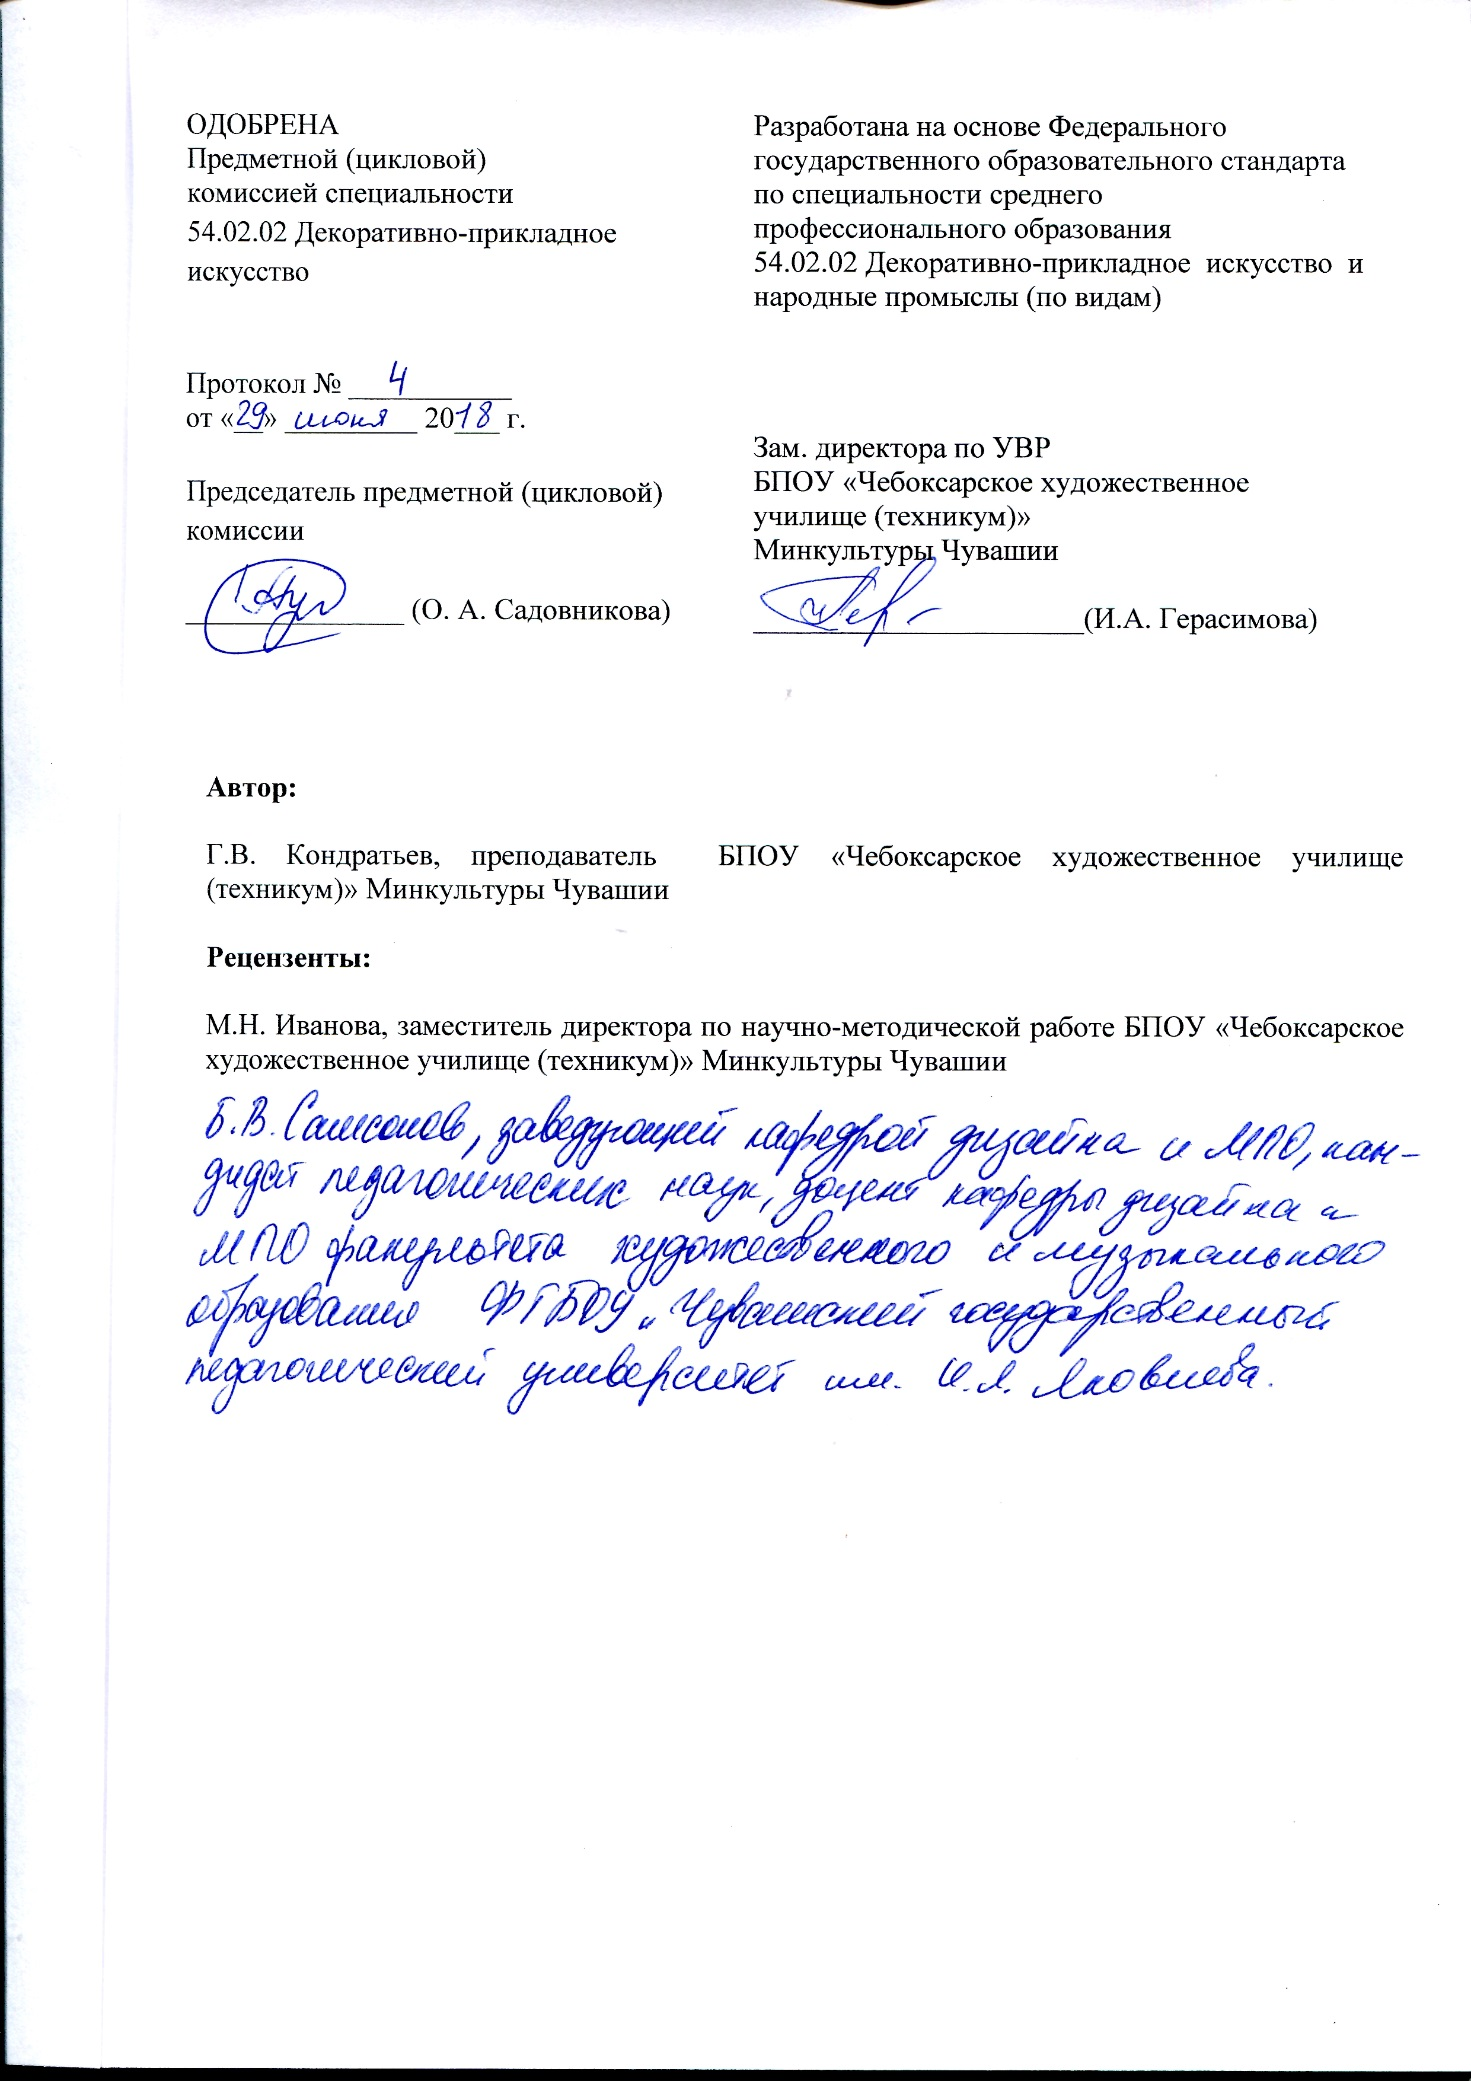 ОДОБРЕНА
Предметной (цикловой)
комиссией специальности
54.02.02 Декоративно-прикладное
искусство
Протокол № 4
от «29» июня 2018 г.
Председатель предметной (цикловой)
комиссии
(О. А. Садовникова)
Разработана на основе Федерального
государственного образовательного стандарта
по специальности среднего
профессионального образования
54.02.02 Декоративно-прикладное искусство и
народные промыслы (по видам)
Зам. директора по УВР
БПОУ «Чебоксарское художественное
училище (техникум)»
Минкультуры Чувашии
(И.А. Герасимова)
Автор:
Г.В. Кондратьев, преподаватель БПОУ «Чебоксарское художественное училище
(техникум)» Минкультуры Чувашии
Рецензенты:
М.Н. Иванова, заместитель директора по научно-методической работе БПОУ «Чебоксарское
художественное училище (техникум)» Минкультуры Чувашии
Б.В. Самсонов, заведующий кафедрой дизайна и МПО, кан-
дидат педагогических наук, доцент кафедры дизайна и
МПО факультета художественного и музыкального
образования ФГБОУ „Чувашский государственный
педагогический университет им. И.Я. Яковлева.